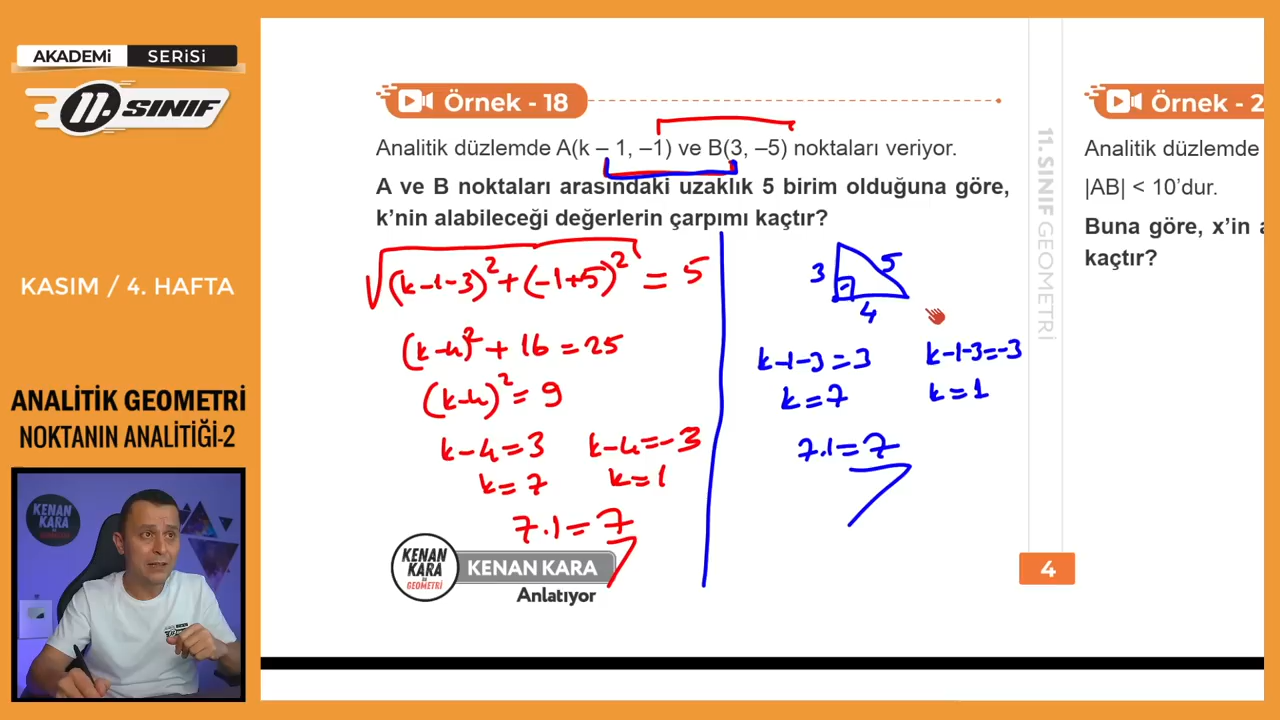 AKADEMİ SERİSİ
11. SINIF
KASIM / 4. HAFTA
ANALİTİK GEOMETRİ
NOKTANIN ANALİTİĞİ-2
KENAN
KARA
Örnek - 18
Analitik düzlemde A(k – 1, –1) ve B(3, –5) noktaları veriyor.
A ve B noktaları arasındaki uzaklık 5 birim olduğuna göre,
k’nin alabileceği değerlerin çarpımı kaçtır?
√(k-1-3)² + (-1+5)² = 5
(k-4)² + 16 = 25
(k-4)² = 9
k-4=3 k-4=-3
k=7 k=1
7.1=7
3 5
4
k-1-3=3 k-1-3=-3
k=7 k=1
7.1=7
KENAN
KARA
ile
GEOMETRİ
KENAN KARA
Anlatıyor
11. SINIF GEOMETRİ
4
Örnek - 2
Analitik düzlemde
|AB| < 10’dur.
Buna göre, x’in a
kaçtır?